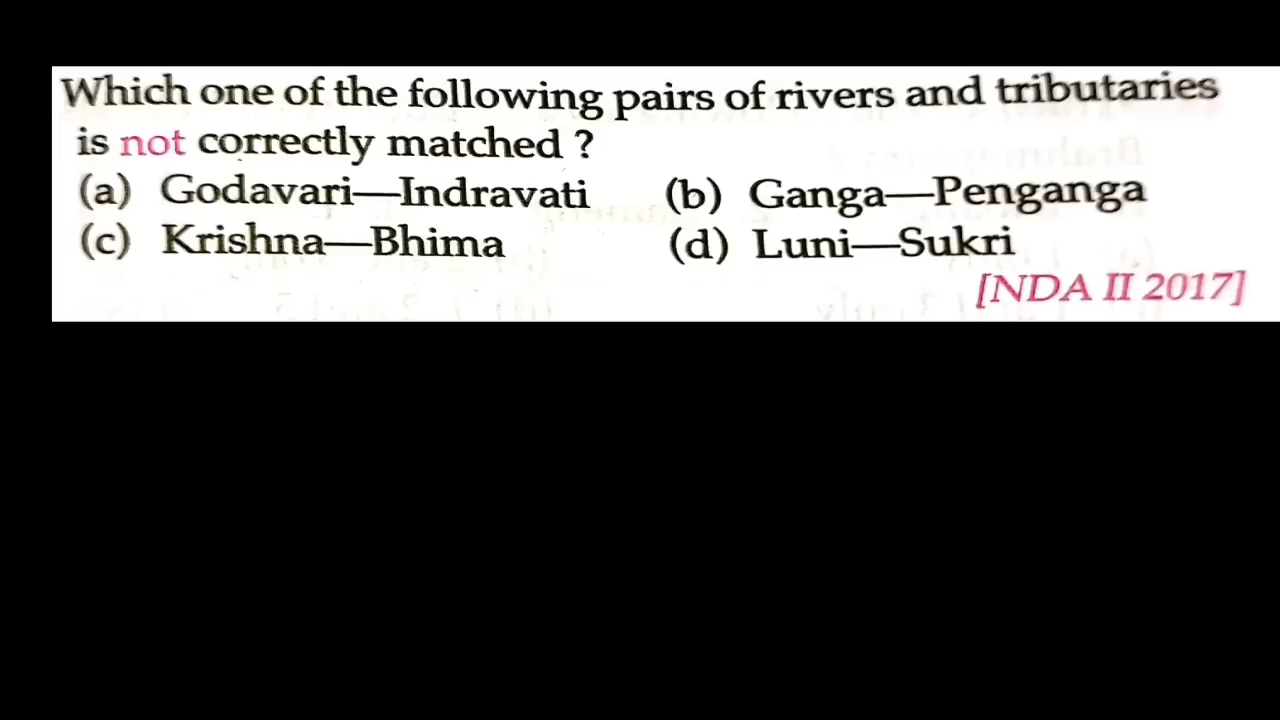 Which one of the following pairs of rivers and tributaries
is not correctly matched ?
(a) Godavari—Indravati (b) Ganga—Penganga
(c) Krishna—Bhima (d) Luni—Sukri
[NDA II 2017]